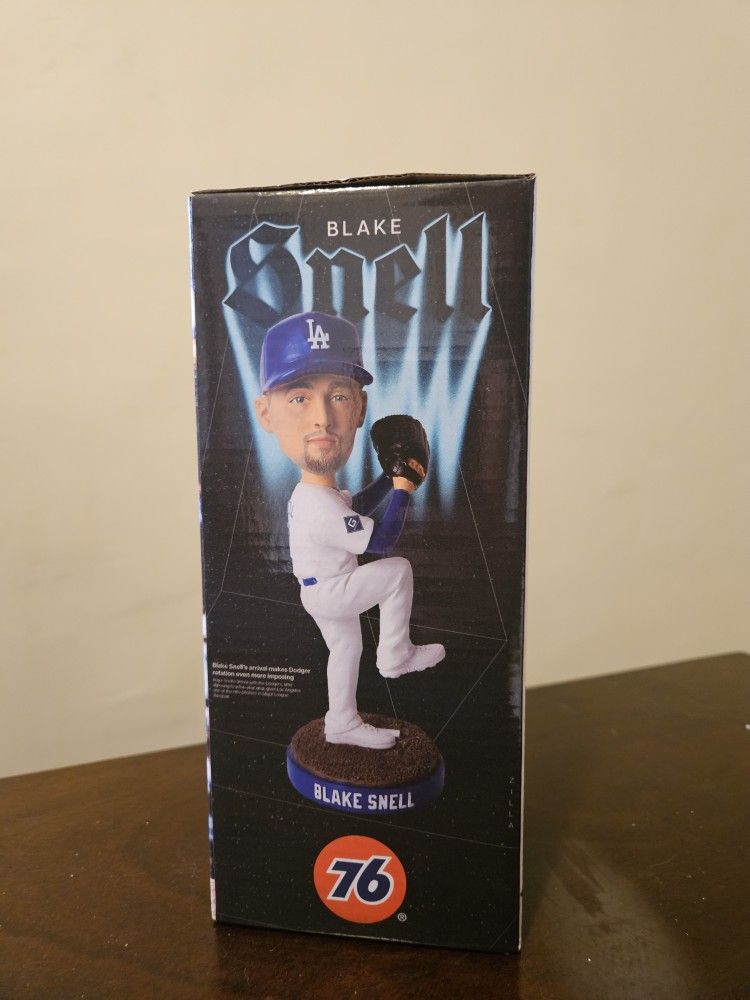 BLAKE
Snell
LA
G
Blake Snell's arrival makes Dodger
rotation even more imposing
BLAKE SNELL
ZILLA
76
®